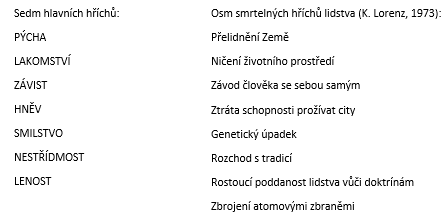 Sedm hlavních hříchů:
PÝCHA
LAKOMSTVÍ
ZÁVIST
HNĚV
SMILSTVO
NESTŘÍDMOST
LENOST
Osm smrtelných hříchů lidstva (K. Lorenz, 1973):
Přelidnění Země
Ničení životního prostředí
Závod člověka se sebou samým
Ztráta schopnosti prožívat city
Genetický úpadek
Rozchod s tradicí
Rostoucí poddanost lidstva vůči doktrínám
Zbrojení atomovými zbraněmi